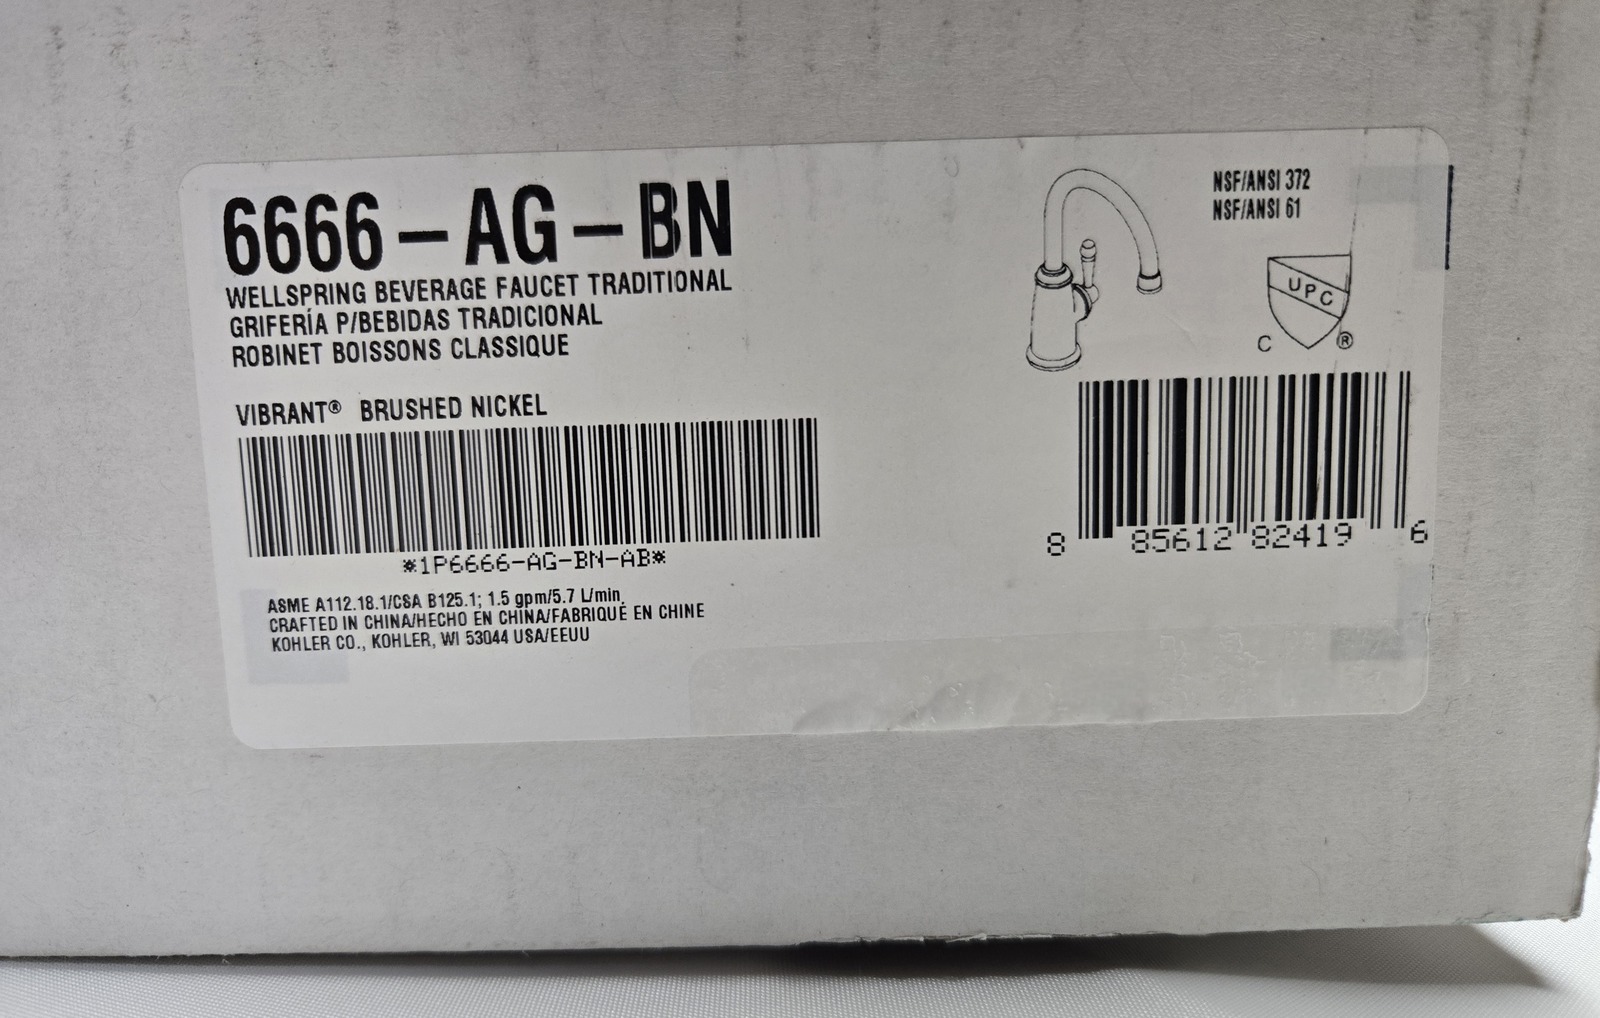 6666-AG-BN
WELLSPRING BEVERAGE FAUCET TRADITIONAL
GRIFERÍA P/BEBIDAS TRADICIONAL
ROBINET BOISSONS CLASSIQUE
VIBRANT® BRUSHED NICKEL
*1P6666-AG-BN-AB*
ASME A112.18.1/CSA B125.1; 1.5 gpm/5.7 L/min.
CRAFTED IN CHINA/HECHO EN CHINA/FABRIQUÉ EN CHINE
KOHLER CO., KOHLER, WI 53044 USA/EEUU
NSF/ANSI 372
NSF/ANSI 61
UPC
C ®
8 85612 82419 6